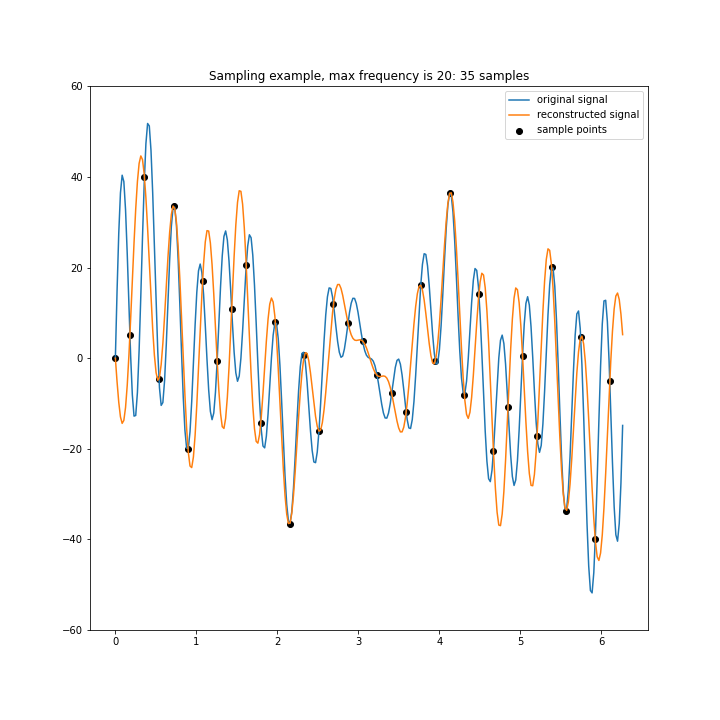 Sampling example, max frequency is 20: 35 samples
original signal
reconstructed signal
sample points
60
40
20
0
−20
−40
−60
0 1 2 3 4 5 6